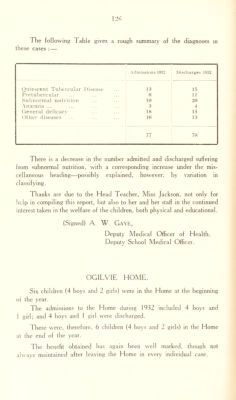 126
The following Table gives a rough summary of the diagnoses in
these cases :—
Admissions 1932 Discharges 1932
Quiescent Tubercular Disease ... 13 15
Pretubercular ... ... ... 8 12
Subnormal nutrition ... ... 19 20
Anæmia ... ... ... 3 4
General debility ... ... 18 14
Other diseases ... ... 16 13
77 78
There is a decrease in the number admitted and discharged suffering
from subnormal nutrition, with a corresponding increase under the mis-
cellaneous heading—possibly explained, however, by variation in
classifying.
Thanks are due to the Head Teacher, Miss Jackson, not only for
help in compiling this report, but also to her and her staff in the continued
interest taken in the welfare of the children, both physical and educational.
(Signed) A. W. GAYE,
Deputy Medical Officer of Health.
Deputy School Medical Officer.
OGILVIE HOME.
Six children (4 boys and 2 girls) were in the Home at the beginning
of the year.
The admissions to the Home during 1932 included 4 boys and
1 girl; and 4 boys and 1 girl were discharged.
There were, therefore, 6 children (4 boys and 2 girls) in the Home
at the end of the year.
The benefit obtained has again been well marked, though not
always maintained after leaving the Home in every individual case.